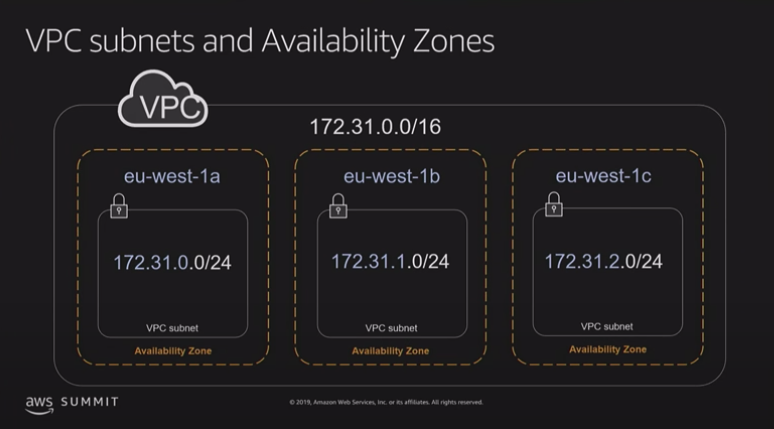 VPC subnets and Availability Zones
VPC
172.31.0.0/16
eu-west-1a
172.31.0.0/24
VPC subnet
Availability Zone
eu-west-1b
172.31.1.0/24
VPC subnet
Availability Zone
eu-west-1c
172.31.2.0/24
VPC subnet
Availability Zone
aws SUMMIT
© 2019, Amazon Web Services, Inc. or its affiliates. All rights reserved.